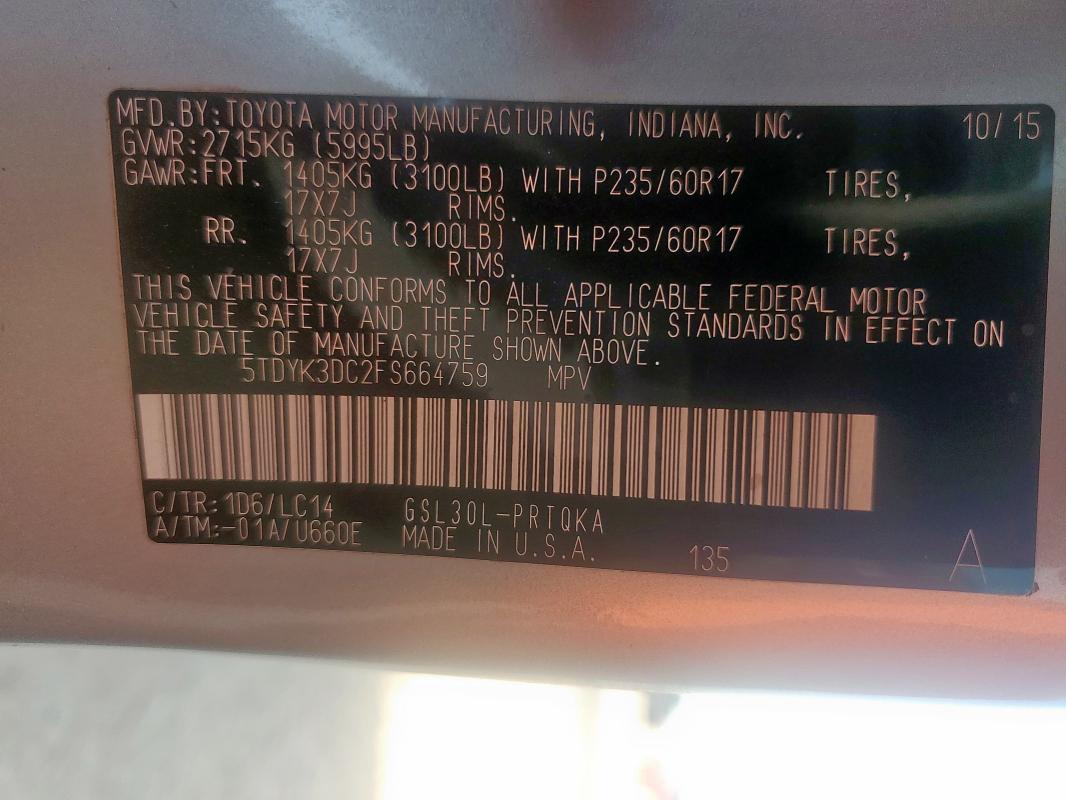 MFD.BY:TOYOTA MOTOR MANUFACTURING, INDIANA, INC. 10/15
GVWR:2715KG (5995LB)
GAWR:FRT. 1405KG (3100LB) WITH P235/60R17 TIRES,
17X7J RIMS.
RR. 1405KG (3100LB) WITH P235/60R17 TIRES,
17X7J RIMS.
THIS VEHICLE CONFORMS TO ALL APPLICABLE FEDERAL MOTOR
VEHICLE SAFETY AND THEFT PREVENTION STANDARDS IN EFFECT ON
THE DATE OF MANUFACTURE SHOWN ABOVE.
5TDYK3DC2FS664759 MPV
C/TR:1D6/LC14 GSL30L-PRTQKA
A/TM:-01A/U660E MADE IN U.S.A. 135 A